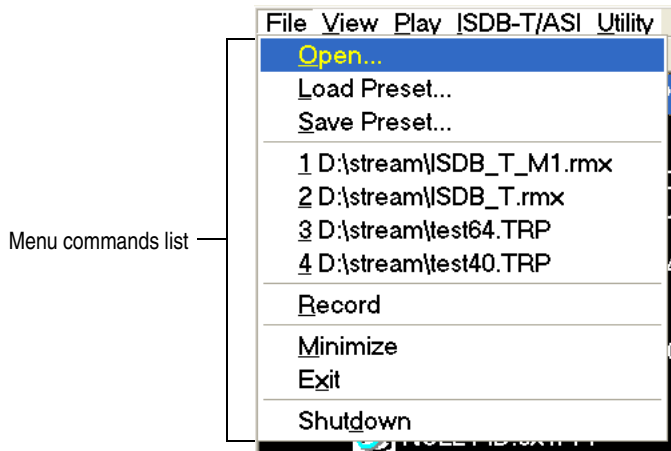 File View Play ISDB-T/ASI Utility
Open...
Load Preset...
Save Preset...
1 D:\stream\ISDB_T_M1.rmx
2 D:\stream\ISDB_T.rmx
3 D:\stream\test64.TRP
4 D:\stream\test40.TRP
Menu commands list
Record
Minimize
Exit
Shutdown